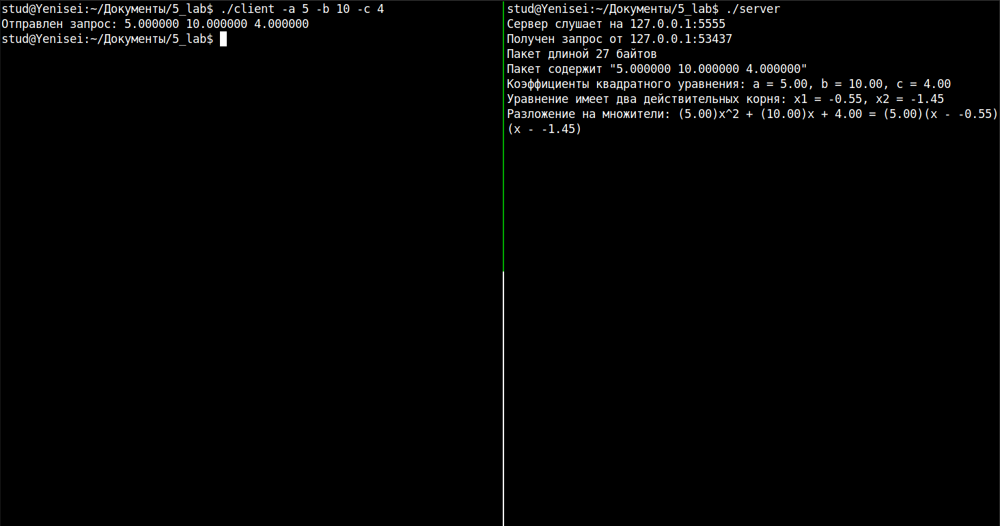 stud@Yenisei:~/Документы/5_lab$ ./client -a 5 -b 10 -c 4
Отправлен запрос: 5.000000 10.000000 4.000000
stud@Yenisei:~/Документы/5_lab$
stud@Yenisei:~/Документы/5_lab$ ./server
Сервер слушает на 127.0.0.1:5555
Получен запрос от 127.0.0.1:53437
Пакет длиной 27 байтов
Пакет содержит "5.000000 10.000000 4.000000"
Коэффициенты квадратного уравнения: a = 5.00, b = 10.00, c = 4.00
Уравнение имеет два действительных корня: x1 = -0.55, x2 = -1.45
Разложение на множители: (5.00)x^2 + (10.00)x + 4.00 = (5.00)(x - -0.55)
(x - -1.45)